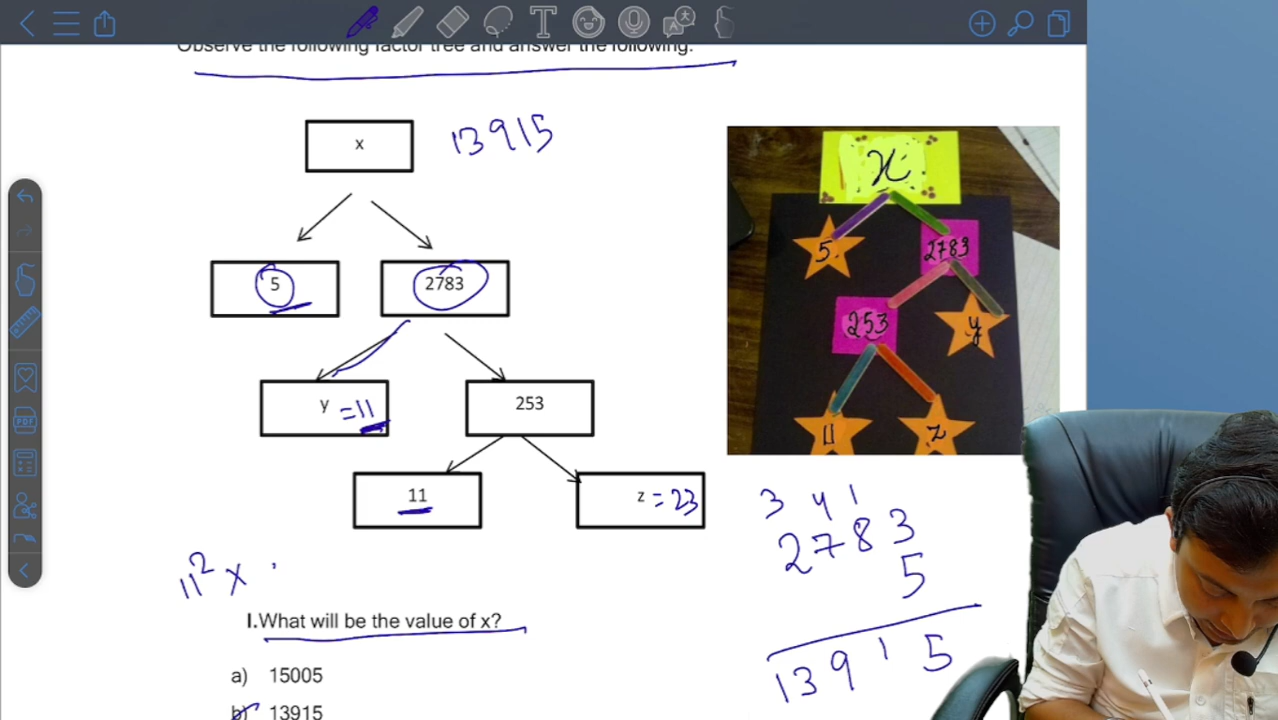 Observe the following factor tree and answer the following:
x
13915
5
2783
y =11
253
11
z =23
11² x
I.What will be the value of x?
a) 15005
b) 13915
x
5
2783
253
y
11
z
3 4 1
2783
5
13915
T
PDF